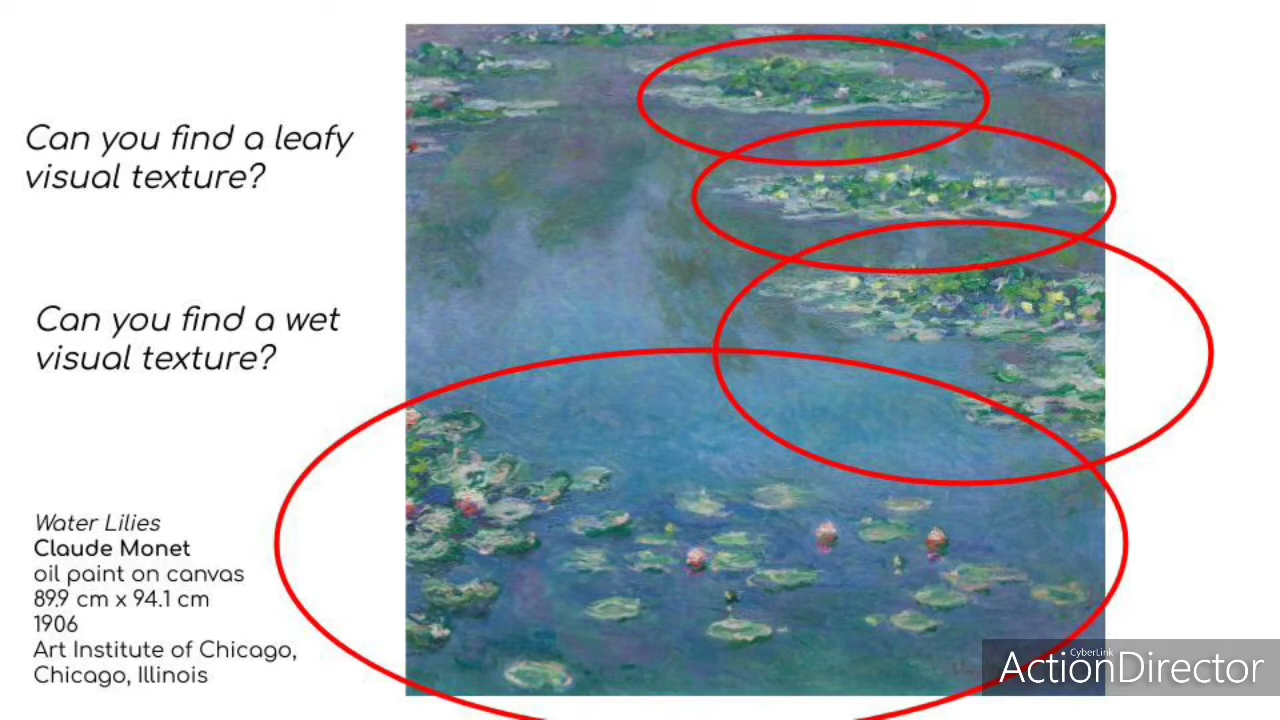 Can you find a leafy
visual texture?
Can you find a wet
visual texture?
Water Lilies
Claude Monet
oil paint on canvas
89.9 cm x 94.1 cm
1906
Art Institute of Chicago,
Chicago, Illinois
CyberLink
ActionDirector